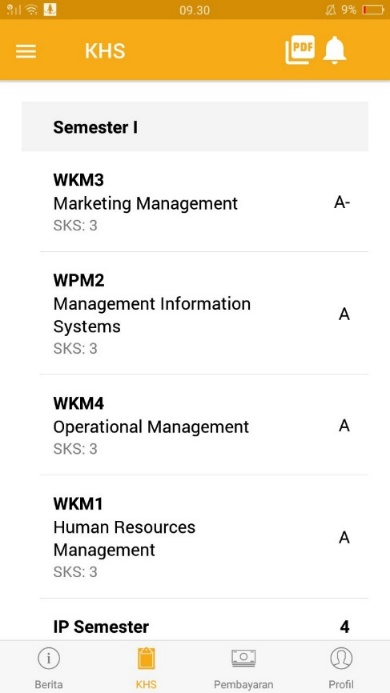 09.30
9%
KHS
PDF
Semester I
WKM3
Marketing Management
A-
SKS: 3
WPM2
Management Information
Systems
A
SKS: 3
WKM4
Operational Management
A
SKS: 3
WKM1
Human Resources
Management
A
SKS: 3
IP Semester 4
Berita KHS Pembayaran Profil